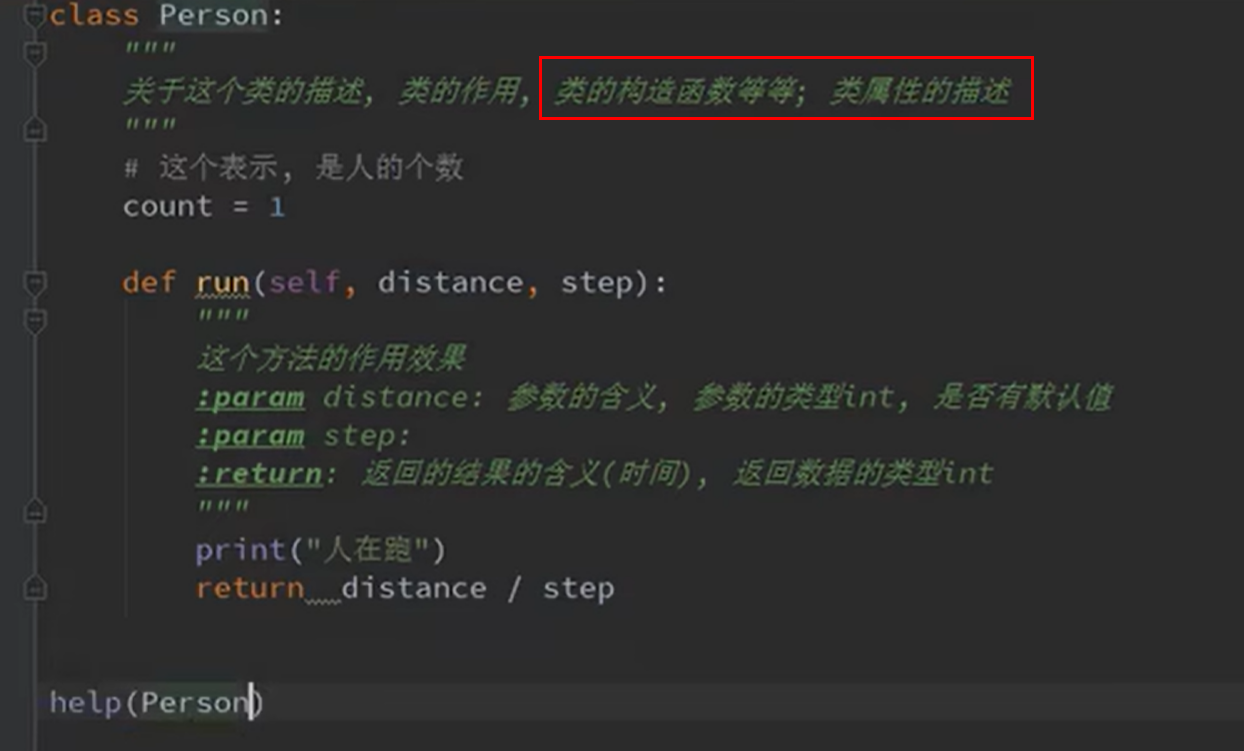 class Person:
"""
关于这个类的描述, 类的作用, 类的构造函数等等; 类属性的描述
"""
# 这个表示, 是人的个数
count = 1
def run(self, distance, step):
"""
这个方法的作用效果
:param distance: 参数的含义, 参数的类型int, 是否有默认值
:param step:
:return: 返回的结果的含义(时间), 返回数据的类型int
"""
print("人在跑")
return  distance / step
help(Person)